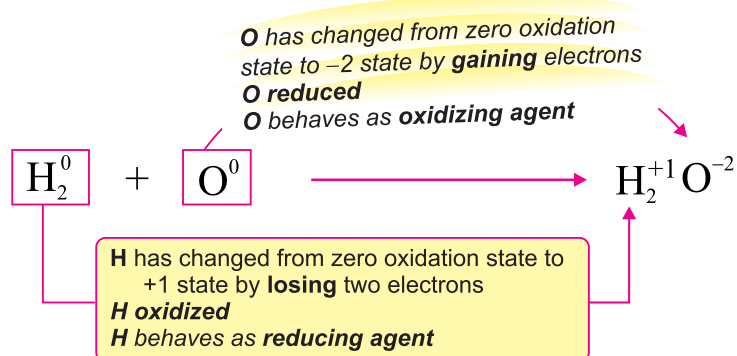 O has changed from zero oxidation
state to –2 state by gaining electrons
O reduced
O behaves as oxidizing agent
H₂⁰ + O⁰ → H₂⁺¹O⁻²
H has changed from zero oxidation state to
+1 state by losing two electrons
H oxidized
H behaves as reducing agent